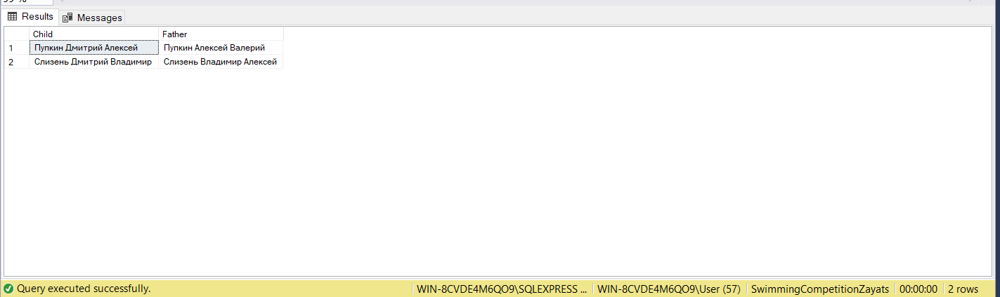 Results Messages
Child Father
1 Пупкин Дмитрий Алексей Пупкин Алексей Валерий
2 Слизень Дмитрий Владимир Слизень Владимир Алексей
Query executed successfully. WIN-8CVDE4M6QO9\SQLEXPRESS ... WIN-8CVDE4M6QO9\User (57) SwimmingCompetitionZayats 00:00:00 2 rows